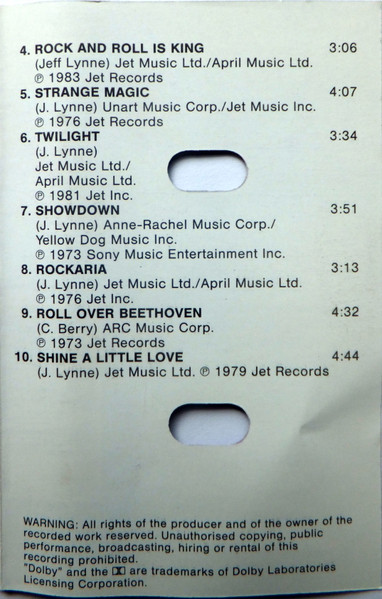 4. ROCK AND ROLL IS KING 3:06
(Jeff Lynne) Jet Music Ltd./April Music Ltd.
℗ 1983 Jet Records
5. STRANGE MAGIC 4:07
(J. Lynne) Unart Music Corp./Jet Music Inc.
℗ 1976 Jet Records
6. TWILIGHT 3:34
(J. Lynne)
Jet Music Ltd./
April Music Ltd.
℗ 1981 Jet Inc.
7. SHOWDOWN 3:51
(J. Lynne) Anne-Rachel Music Corp./
Yellow Dog Music Inc.
℗ 1973 Sony Music Entertainment Inc.
8. ROCKARIA 3:13
(J. Lynne) Jet Music Ltd./April Music Ltd.
℗ 1976 Jet Inc.
9. ROLL OVER BEETHOVEN 4:32
(C. Berry) ARC Music Corp.
℗ 1973 Jet Records
10. SHINE A LITTLE LOVE 4:44
(J. Lynne) Jet Music Ltd. ℗ 1979 Jet Records
WARNING: All rights of the producer and of the owner of the
recorded work reserved. Unauthorised copying, public
performance, broadcasting, hiring or rental of this
recording prohibited.
"Dolby" and the are trademarks of Dolby Laboratories
Licensing Corporation.